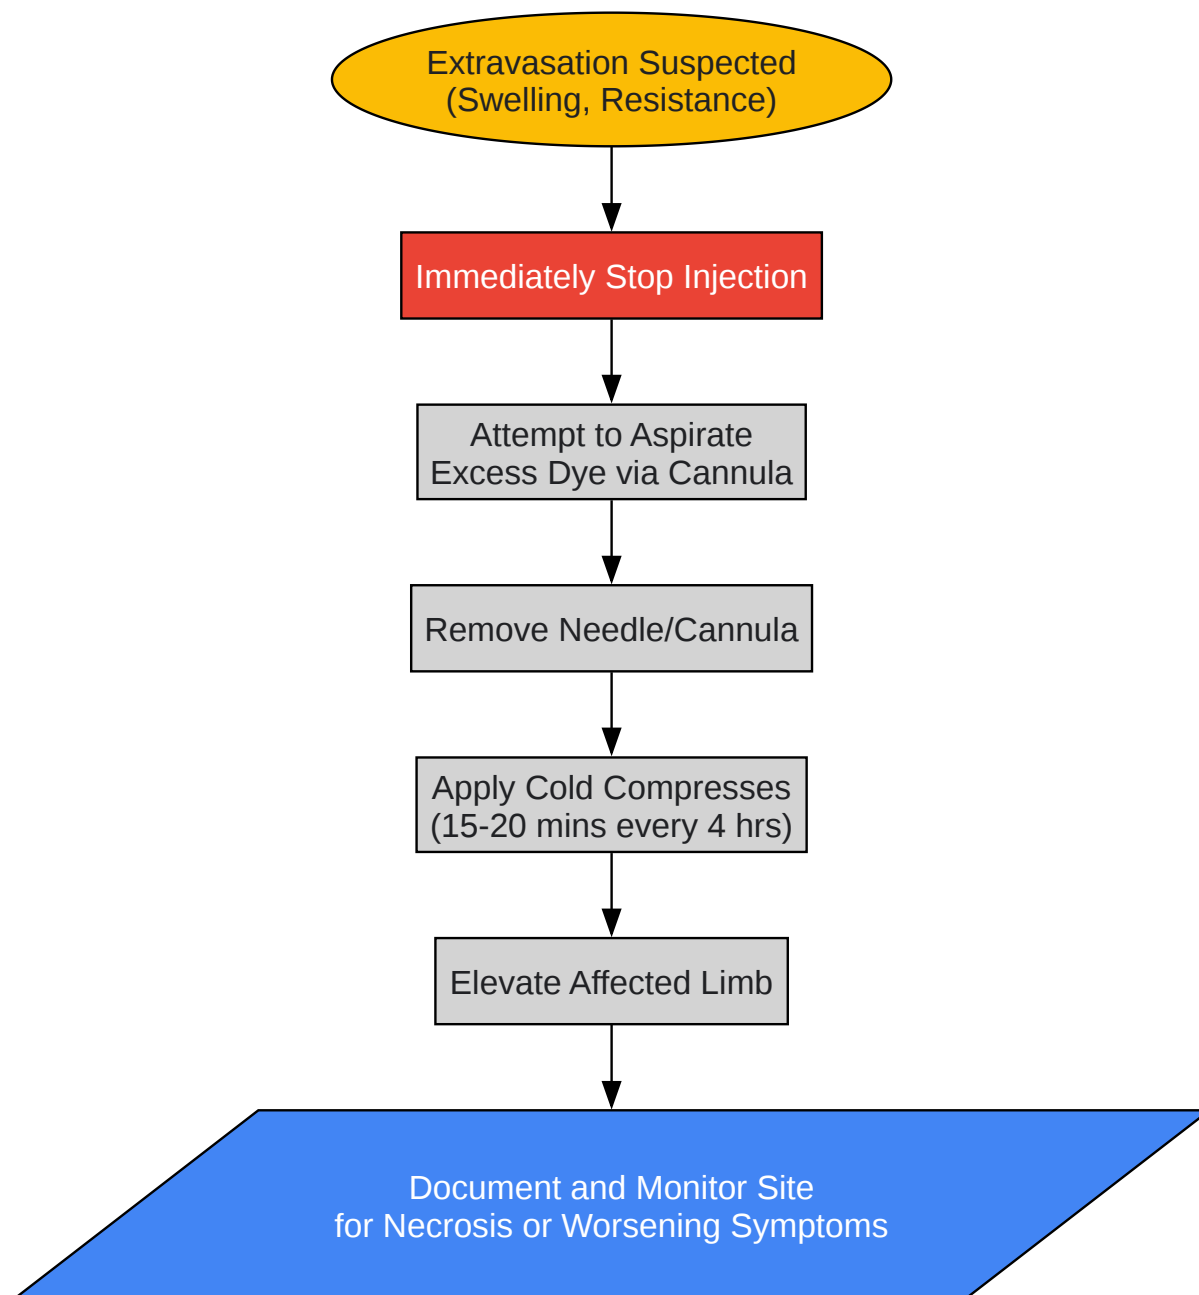 Extravasation Suspected
(Swelling, Resistance)
Immediately Stop Injection
Attempt to Aspirate
Excess Dye via Cannula
Remove Needle/Cannula
Apply Cold Compresses
(15-20 mins every 4 hrs)
Elevate Affected Limb
Document and Monitor Site
for Necrosis or Worsening Symptoms